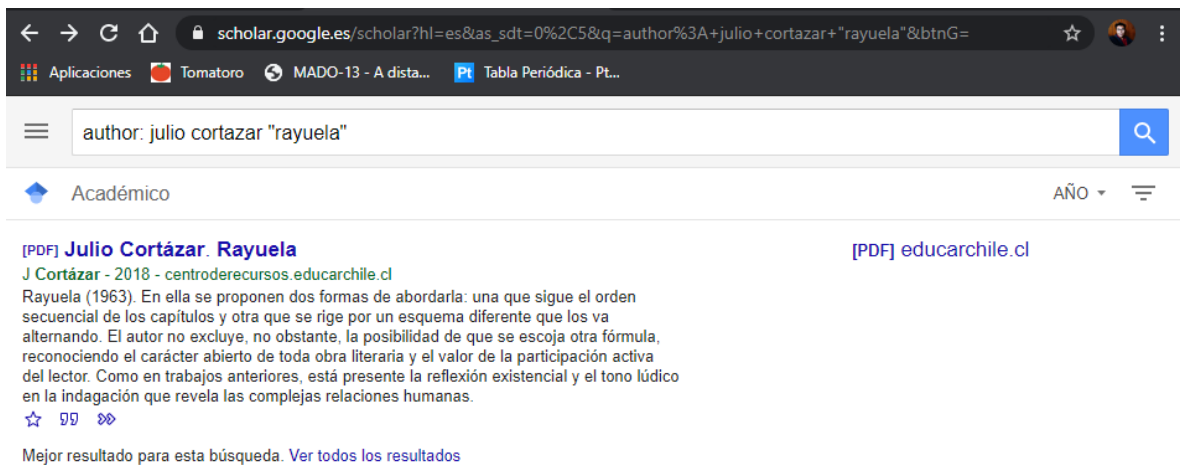 scholar.google.es/scholar?hl=es&as_sdt=0%2C5&q=author%3A+julio+cortazar+"rayuela"&btnG=
Aplicaciones Tomatoro MADO-13 - A dista... Pt Tabla Periódica - Pt...
author: julio cortazar "rayuela"
Académico AÑO
[PDF] Julio Cortázar. Rayuela [PDF] educarchile.cl
J Cortázar - 2018 - centroderecursos.educarchile.cl
Rayuela (1963). En ella se proponen dos formas de abordarla: una que sigue el orden
secuencial de los capítulos y otra que se rige por un esquema diferente que los va
alternando. El autor no excluye, no obstante, la posibilidad de que se escoja otra fórmula,
reconociendo el carácter abierto de toda obra literaria y el valor de la participación activa
del lector. Como en trabajos anteriores, está presente la reflexión existencial y el tono lúdico
en la indagación que revela las complejas relaciones humanas.
Mejor resultado para esta búsqueda. Ver todos los resultados